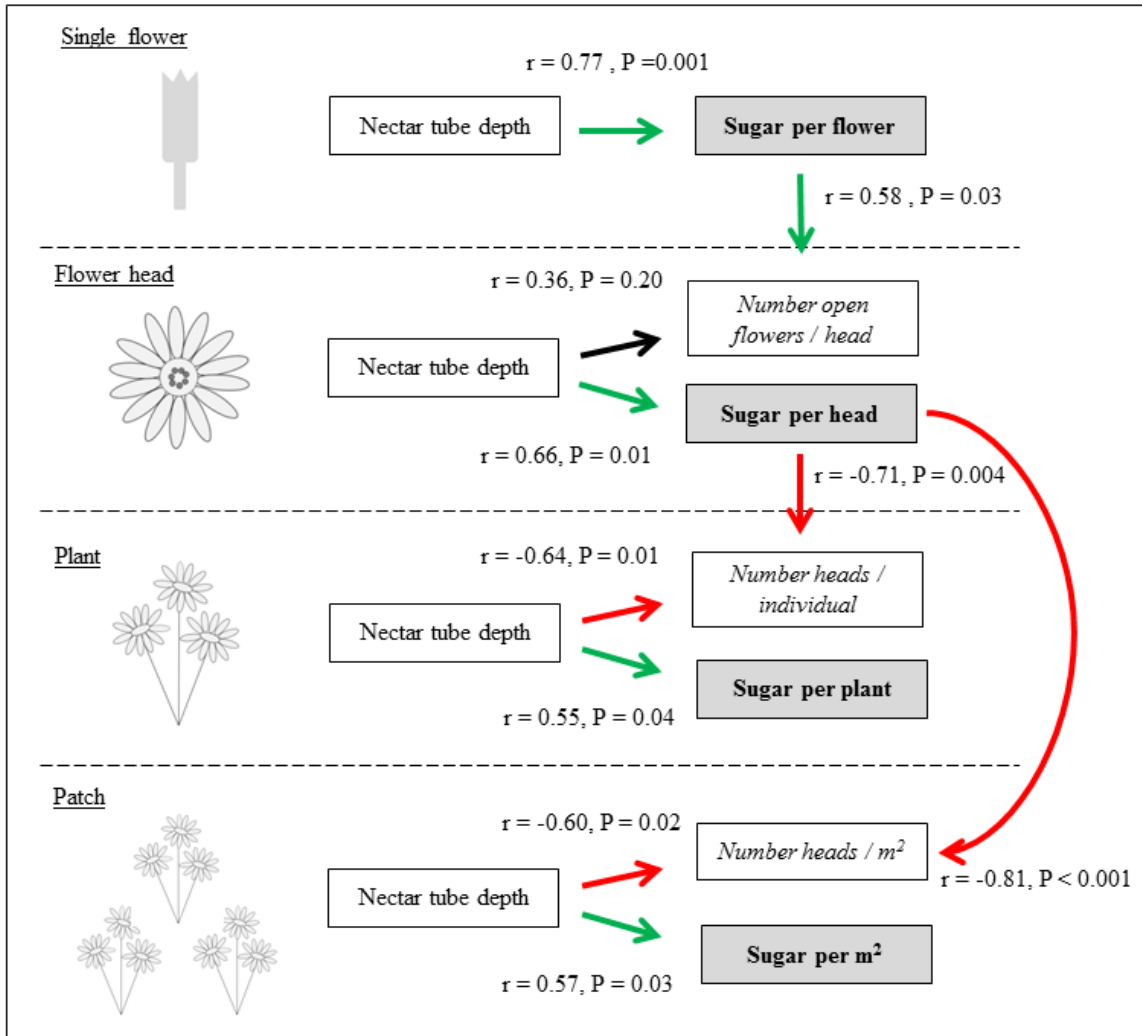 Single flower
r = 0.77 , P =0.001
Nectar tube depth
Sugar per flower
r = 0.58 , P = 0.03
Flower head
r = 0.36, P = 0.20
Number open
flowers / head
Nectar tube depth
Sugar per head
r = 0.66, P = 0.01
r = -0.71, P = 0.004
Plant
r = -0.64, P = 0.01
Number heads /
individual
Nectar tube depth
Sugar per plant
r = 0.55, P = 0.04
Patch
r = -0.60, P = 0.02
Number heads / m²
r = -0.81, P < 0.001
Nectar tube depth
Sugar per m²
r = 0.57, P = 0.03